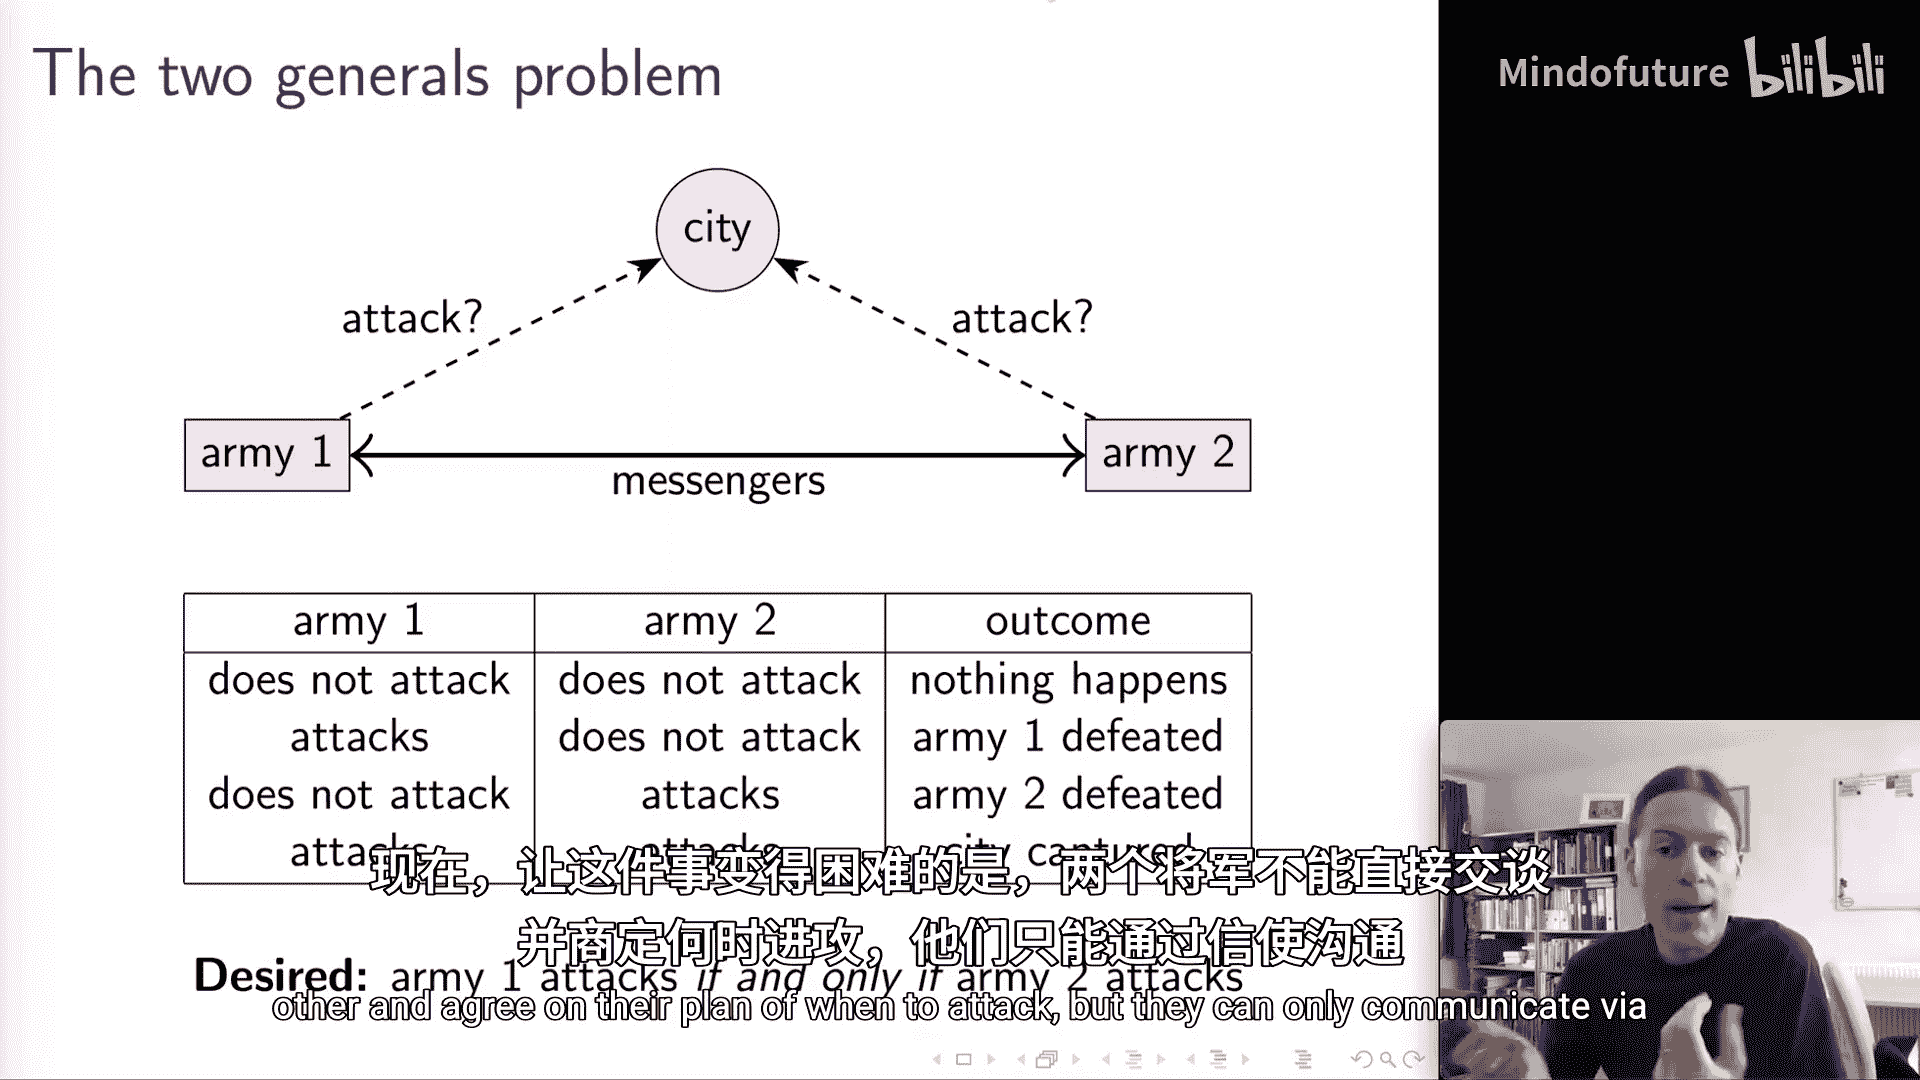 The two generals problem
Mindofuture bilibili
city
attack? attack?
army 1 army 2
messengers
army 1 army 2 outcome
does not attack does not attack nothing happens
attacks does not attack army 1 defeated
does not attack attacks army 2 defeated
attacks attacks city captured
现在，让这件事变得困难的是，两个将军不能直接交谈
并商定何时进攻，他们只能通过信使沟通
Desired: army 1 attacks if and only if army 2 attacks
other and agree on their plan of when to attack, but they can only communicate via